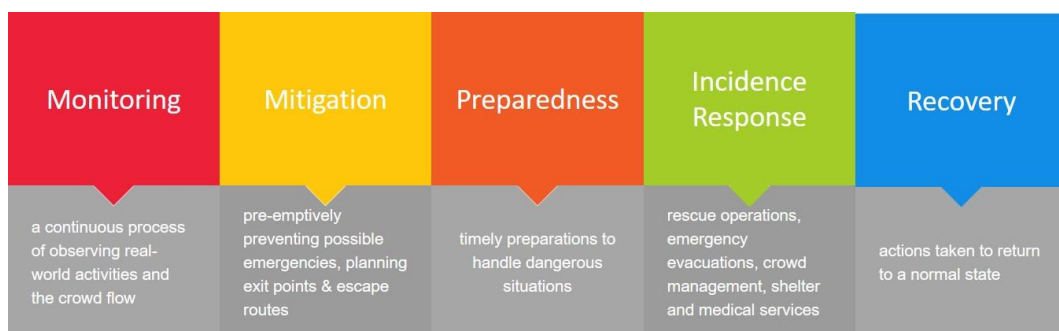 Monitoring
Mitigation
Preparedness
Incidence
Response
Recovery
a continuous process
of observing real-
world activities and
the crowd flow
pre-emptively
preventing possible
emergencies, planning
exit points & escape
routes
timely preparations to
handle dangerous
situations
rescue operations,
emergency
evacuations, crowd
management, shelter
and medical services
actions taken to return
to a normal state